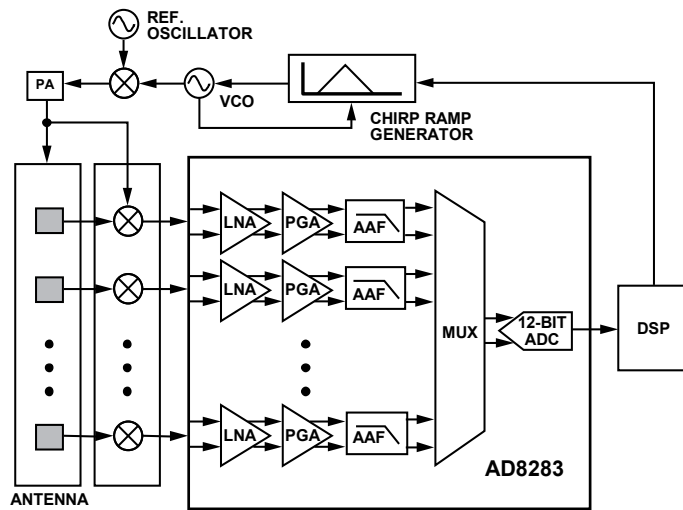 REF.
OSCILLATOR
PA
VCO
CHIRP RAMP
GENERATOR
LNA
PGA
AAF
LNA
PGA
AAF
MUX
12-BIT
ADC
DSP
LNA
PGA
AAF
AD8283
ANTENNA